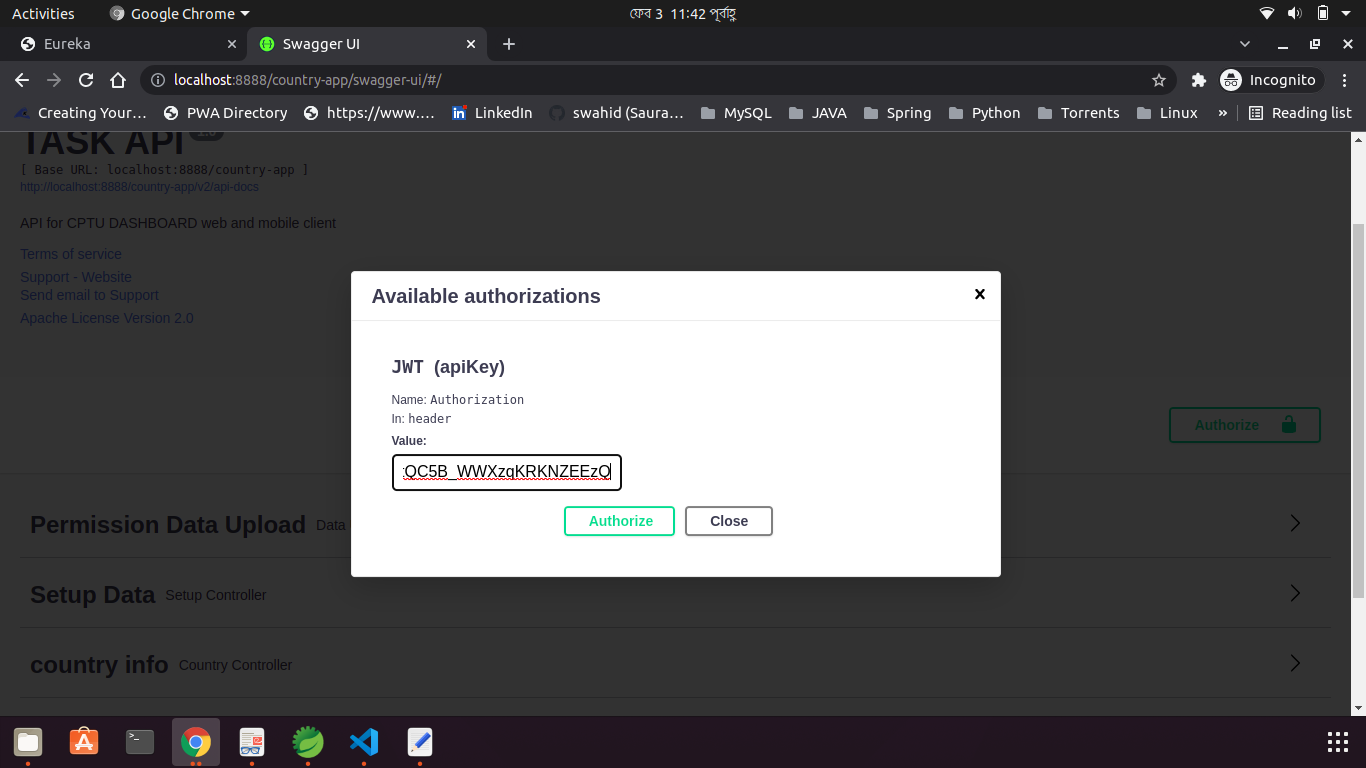 Activities Google Chrome ফেব 3 11:42 পূর্বাহ্ণ
Eureka Swagger UI
localhost:8888/country-app/swagger-ui/#/ Incognito
Creating Your… PWA Directory https://www.… LinkedIn swahid (Saura… MySQL JAVA Spring Python Torrents Linux » Reading list
TASK API 1.0
[ Base URL: localhost:8888/country-app ]
http://localhost:8888/country-app/v2/api-docs
API for CPTU DASHBOARD web and mobile client
Terms of service
Support - Website
Send email to Support
Apache License Version 2.0
Authorize
Available authorizations
JWT (apiKey)
Name: Authorization
In: header
Value:
QC5B_WWXzqKRKNZEEzQ
Authorize Close
Permission Data Upload Data
Setup Data Setup Controller
country info Country Controller